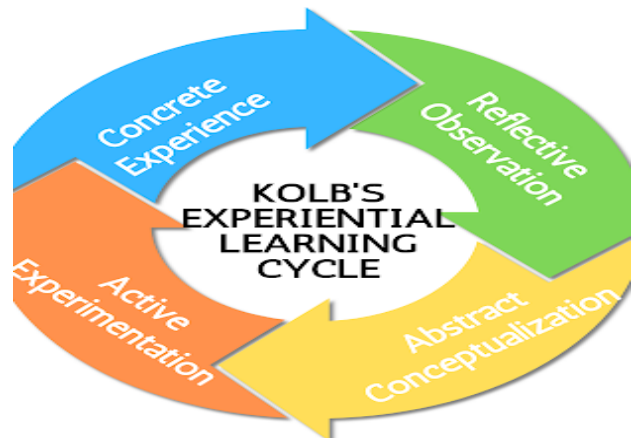 Concrete
Experience
Reflective
Observation
KOLB'S
EXPERIENTIAL
LEARNING
CYCLE
Active
Experimentation
Abstract
Conceptualization